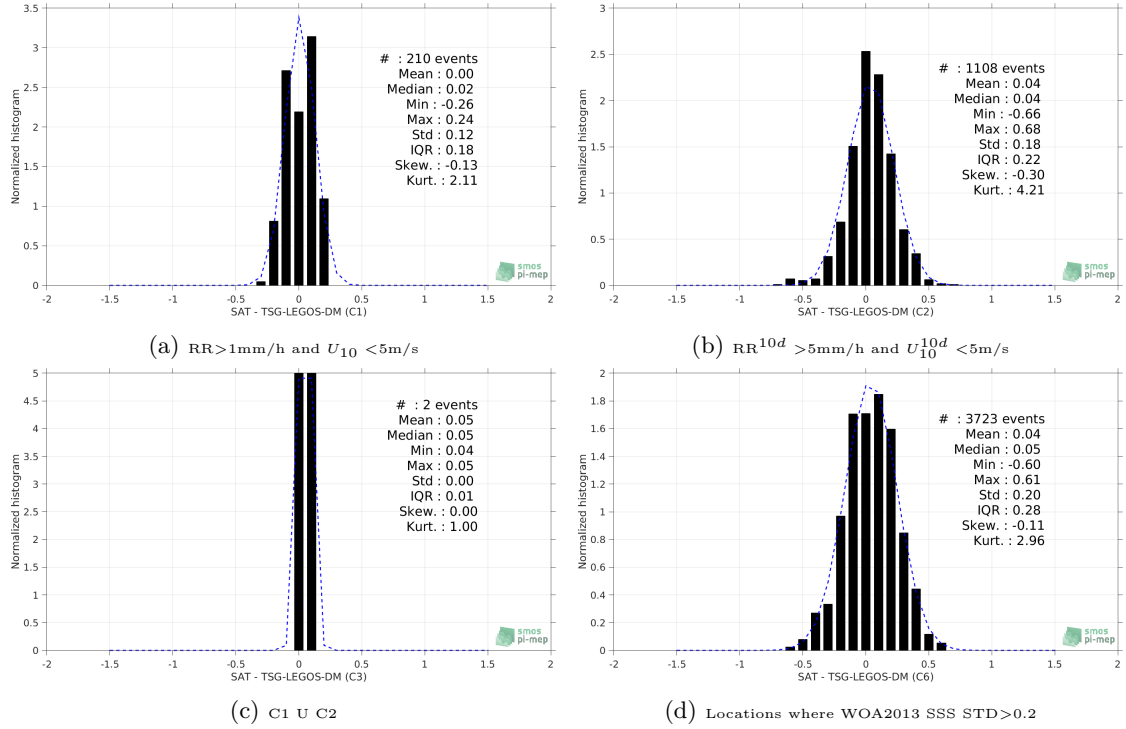 3.5
3
2.5
2
1.5
1
0.5
0
-2 -1.5 -1 -0.5 0 0.5 1 1.5 2
Normalized histogram
# : 210 events
Mean : 0.00
Median : 0.02
Min : -0.26
Max : 0.24
Std : 0.12
IQR : 0.18
Skew. : -0.13
Kurt. : 2.11
smos
pi-mep
SAT - TSG-LEGOS-DM (C1)
(a) RR>1mm/h and U10 <5m/s
3
2.5
2
1.5
1
0.5
0
-2 -1.5 -1 -0.5 0 0.5 1 1.5 2
Normalized histogram
# : 1108 events
Mean : 0.04
Median : 0.04
Min : -0.66
Max : 0.68
Std : 0.18
IQR : 0.22
Skew. : -0.30
Kurt. : 4.21
smos
pi-mep
SAT - TSG-LEGOS-DM (C2)
(b) RR^10d >5mm/h and U10^10d <5m/s
5
4.5
4
3.5
3
2.5
2
1.5
1
0.5
0
-2 -1.5 -1 -0.5 0 0.5 1 1.5 2
Normalized histogram
# : 2 events
Mean : 0.05
Median : 0.05
Min : 0.04
Max : 0.05
Std : 0.00
IQR : 0.01
Skew. : 0.00
Kurt. : 1.00
smos
pi-mep
SAT - TSG-LEGOS-DM (C3)
(c) C1 U C2
2
1.8
1.6
1.4
1.2
1
0.8
0.6
0.4
0.2
0
-2 -1.5 -1 -0.5 0 0.5 1 1.5 2
Normalized histogram
# : 3723 events
Mean : 0.04
Median : 0.05
Min : -0.60
Max : 0.61
Std : 0.20
IQR : 0.28
Skew. : -0.11
Kurt. : 2.96
smos
pi-mep
SAT - TSG-LEGOS-DM (C6)
(d) Locations where WOA2013 SSS STD>0.2